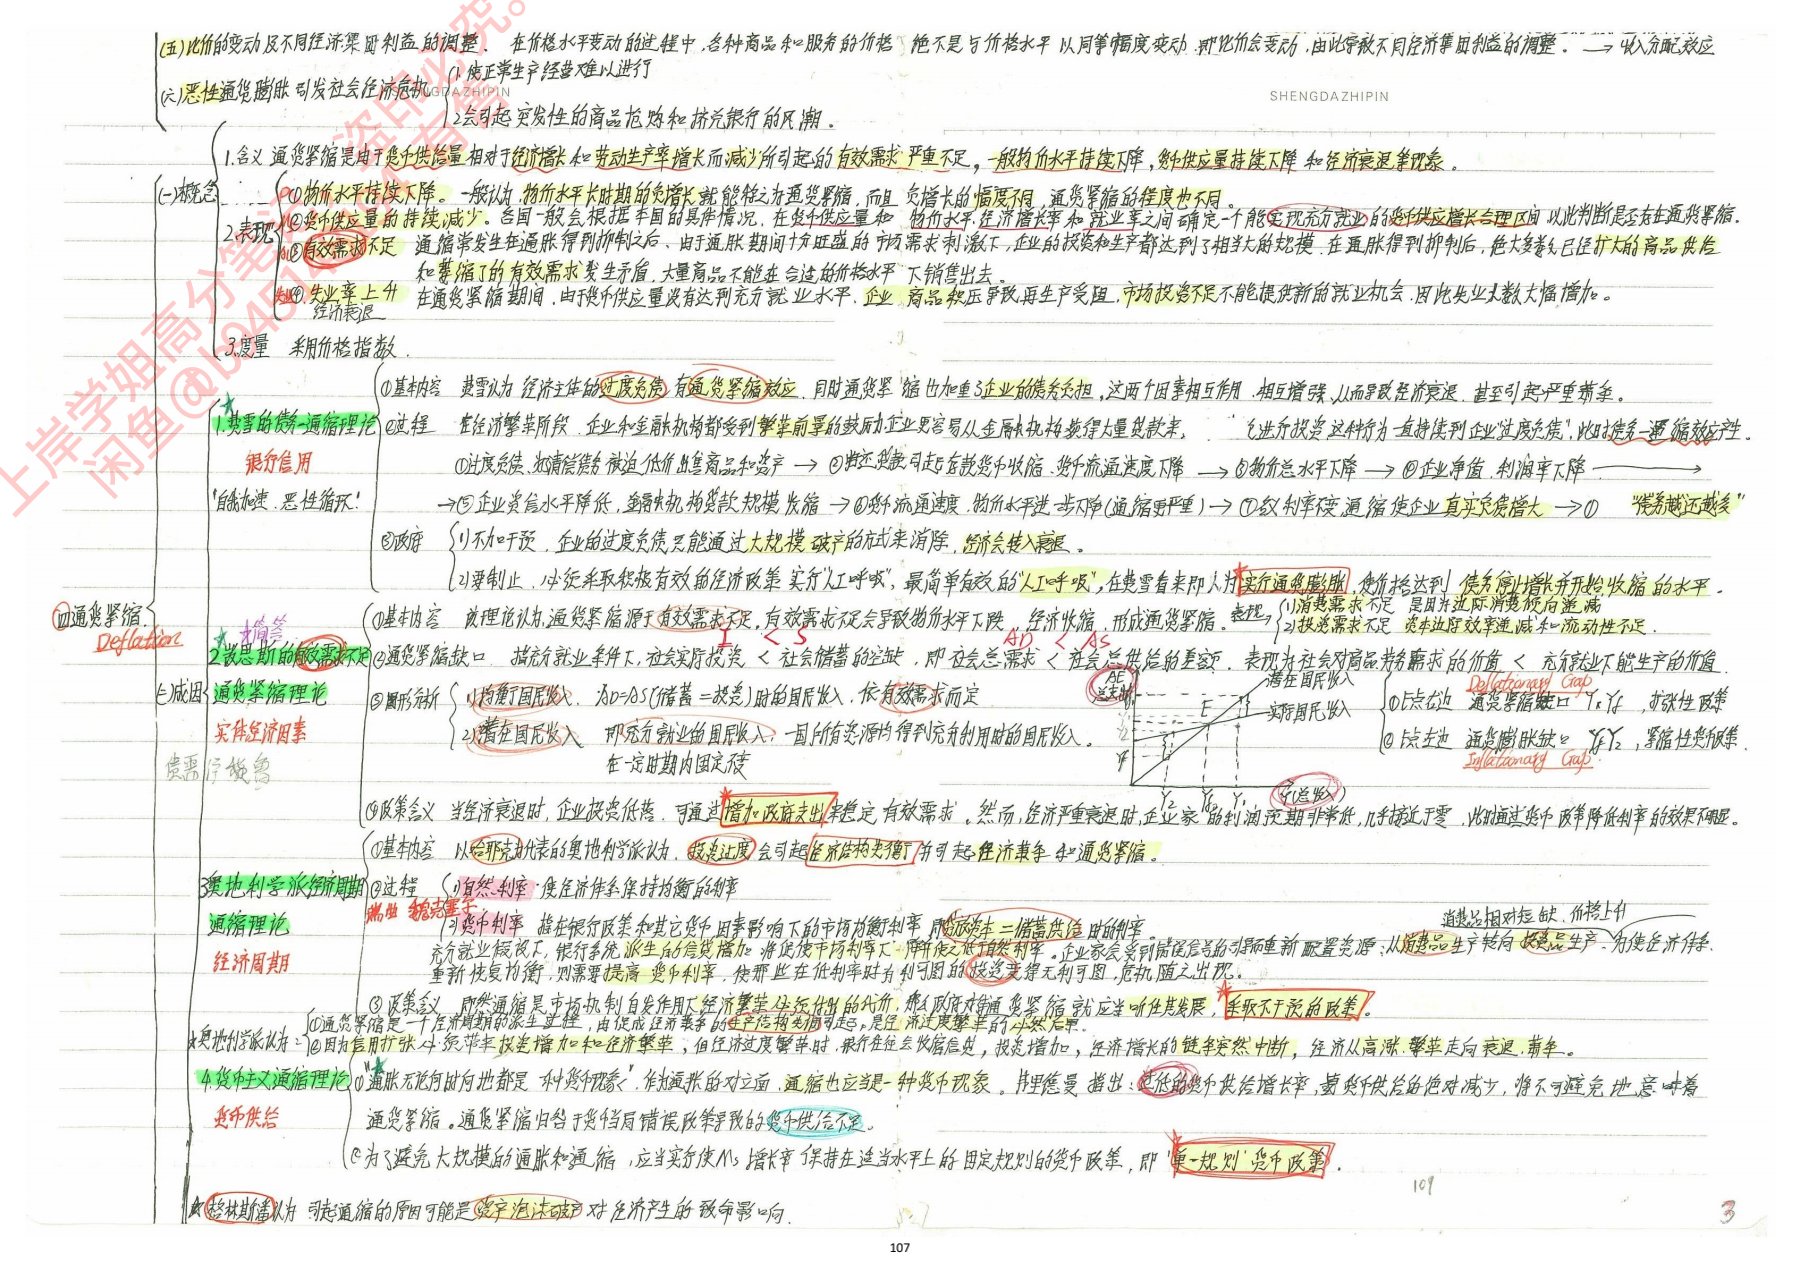 (五)比价的变动及不同经济集团利益的调整. 在价格水平变动的过程中,各种商品和服务的价格绝不是与价格水平以同等幅度变动,即比价会变动,由此导致不同经济集团利益的调整。→收入分配效应
(六)恶性通货膨胀引发社会经济危机
1.使正常生产经营难以进行
2.会引起突发性的商品抢购和挤兑银行的风潮。
SHENGDAZHIPIN
SHENGDAZHIPIN
四通货紧缩.
Deflation
(一)概念
1.含义 通货紧缩是由于货币供给量相对于经济增长和劳动生产率增长而减少所引起的有效需求严重不足,一般物价水平持续下降,货币供应量持续下降和经济衰退等现象。
2.表现
①物价水平持续下降。一般认为,物价水平长时期的负增长就能称之为通货紧缩,而且负增长的幅度不同,通货紧缩的程度也不同。
②货币供应量的持续减少。各国一般会根据本国的具体情况,在货币供应量和物价水平、经济增长率和就业率之间确定一个能实现充分就业的货币供应增长合理区间以此判断是否存在通货紧缩.
③有效需求不足 通缩常发生在通胀得到抑制之后、由于通胀期间十分旺盛的市场需求刺激下,企业的投资和生产都达到了相当大的规模.在通胀得到抑制后,绝大多数已经扩大的商品供给
和萎缩了的有效需求发生矛盾,大量商品不能在合适的价格水平下销售出去。
④失业率上升 在通货紧缩期间,由于货币供应量没有达到充分就业水平,企业商品积压导致再生产受阻,市场投资不足不能提供新的就业机会,因此失业人数大幅增加。
经济衰退
3.度量 采用价格指数.
(七)成因
1.费雪的债务-通缩理论
银行信用
"自我加速、恶性循环"
①基本内容 费雪认为 经济主体的过度负债有通货紧缩效应,同时通货紧缩也加重了企业的债务负担,这两个因素相互作用、相互增强,从而导致经济衰退,甚至引起严重萧条。
②过程 在经济繁荣阶段,企业和金融机构都受到繁荣前景的鼓励,企业更容易从金融机构获得大量贷款来,飞进行投资,这种行为一直持续到企业"过度负债",此时债务-通缩效应产生.
①过度负债、为清偿债务被迫低价出售商品和资产→②偿还贷款引起存款货币收缩、货币流通速度下降→③物价总水平下降→④企业净值、利润率下降→
→⑤企业资信水平降低,金融机构贷款规模收缩→⑥货币流通速度、物价水平进一步下降(通缩更严重)→⑦名义利率不变,通缩使企业真实负债增大→① "债务越还越多"
③政府
1)不加干预,企业的过度负债只能通过大规模破产的方式来消除,经济会转入衰退。
2)要制止,必须采取积极有效的经济政策,实行"人工呼吸",最简单有效的"人工呼吸",在费雪看来即人为实行通货膨胀,使价格达到使负债停止增长并开始收缩的水平.
简答
2.凯恩斯的有效需求不足
通货紧缩理论
实体经济因素
①基本内容 该理论认为,通货紧缩源于有效需求不足,有效需求不足会导致物价水平下跌、经济收缩,形成通货紧缩。表现→
1)消费需求不足 是因为边际消费倾向递减
2)投资需求不足 资本边际效率递减和流动性不足.
I < S
AD < AS
②通货紧缩缺口 指充分就业条件下,社会实际投资 < 社会储蓄的空缺,即社会总需求 < 社会总供给的差额. 表现为社会对商品劳务需求的价值 < 充分就业下能生产的价值
③图形分析
1)均衡了国民收入 为AD=AS(储蓄=投资)时的国民收入,依有效需求而定
2)潜在国民收入 即充分就业的国民收入,一国所有资源均得到充分利用时的国民收入。
在一定时期内固定不变
AE
总支出
E
潜在国民收入
实际国民收入
Y₂ Yf Y₁ Y(总收入)
Deflationary Gap
①E点右边 通货紧缩缺口 Y₁Yf,扩张性政策
②E点左边 通货膨胀缺口 YfY₂,紧缩性货币政策.
Inflationary Gap
④政策含义 当经济衰退时,企业投资低落,可通过增加政府支出来稳定有效需求。然而,经济严重衰退时,企业家的利润预期非常低,几乎接近于零,此时通过货币政策降低利率的效果不明显。
3.奥地利学派经济周期
通缩理论
经济周期
①基本内容 以哈耶克为代表的奥地利学派认为,投资过度会引起经济结构失衡了并引起经济萧条和通货紧缩。
②过程
瑞典 魏克塞尔
1)自然利率:使经济体系保持均衡的利率
2)货币利率 指在银行政策和其它货币因素影响下的市场均衡利率,即 资本=储蓄供给时的利率.
消费品相对短缺、价格上升
充分就业假设下,银行系统派生的信贷增加,将促使市场利率下降并使之低于自然利率。企业家会受到错误信号的引导而重新配置资源:从消费品生产转向投资品生产,为使经济体系
重新恢复均衡,则需要提高货币利率,使那些在低利率时有利可图的投资变得无利可图,危机随之出现。
③政策含义 既然通缩是市场机制自发作用下经济繁荣必须付出的代价,那么政府对待通货紧缩就应当听任其发展,采取不干预的政策。
奥地利学派认为:
①通货紧缩是一个经济周期的派生过程,由促成经济萧条的生产结构失调引起,是经济过度繁荣的必然后果.
②因为信用扩张必须带来投资增加和经济繁荣,但经济过度繁荣时,银行往往会收缩信贷,投资增加,经济增长的链条突然中断,经济从高涨、繁荣走向衰退、萧条。
4.货币主义通缩理论
货币供给
①"通胀无论何时何地都是一种货币现象",作为通胀的对立面,通缩也应当是一种货币现象。弗里德曼指出:过低的货币供给增长率,甚至货币供给的绝对减少,将不可避免地意味着
通货紧缩。通货紧缩归咎于货币当局错误政策导致的货币供给不足。
②为了避免大规模的通胀和通缩,应当实行使Ms增长率保持在适当水平上的固定规则的货币政策,即"单一规则"货币政策.
格林斯潘认为 引起通缩的原因可能是资产泡沫破灭对经济产生的致命影响.
109
3
107